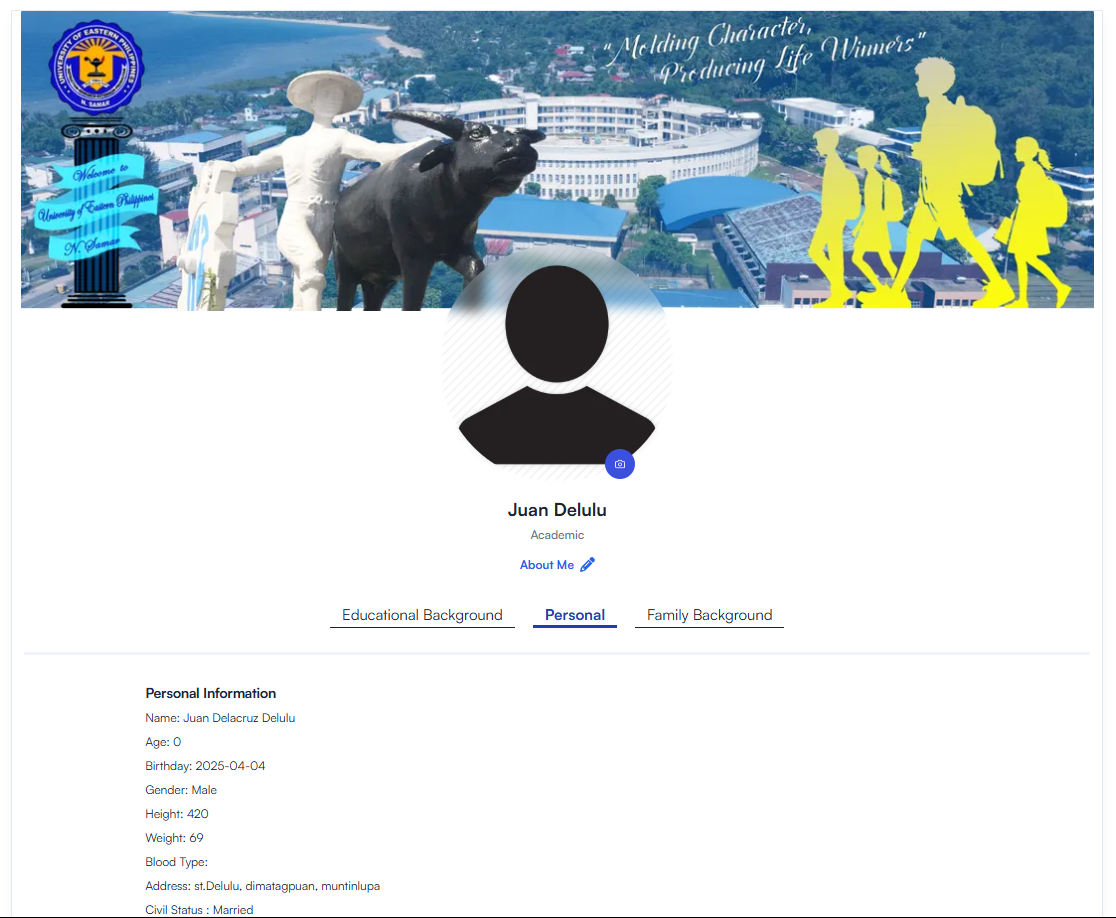 UNIVERSITY OF EASTERN PHILIPPINES
N. SAMAR
"Molding Character,
Producing Life Winners"
Welcome to
University of Eastern Philippines
N. Samar
Juan Delulu
Academic
About Me
Educational Background Personal Family Background
Personal Information
Name: Juan Delacruz Delulu
Age: 0
Birthday: 2025-04-04
Gender: Male
Height: 420
Weight: 69
Blood Type:
Address: st.Delulu, dimatagpuan, muntinlupa
Civil Status : Married